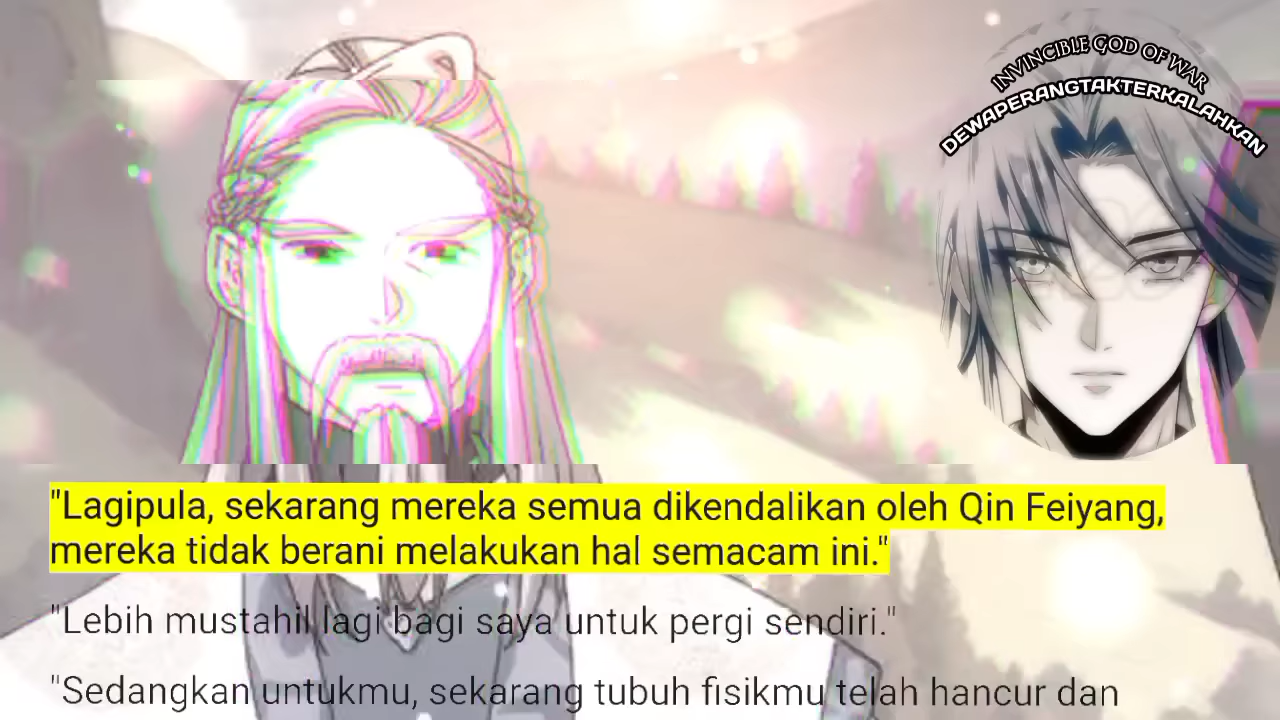 INVINCIBLE GOD OF WAR
DEWAPERANGTAKTERKALAHKAN
"Lagipula, sekarang mereka semua dikendalikan oleh Qin Feiyang,
mereka tidak berani melakukan hal semacam ini."
"Lebih mustahil lagi bagi saya untuk pergi sendiri."
"Sedangkan untukmu, sekarang tubuh fisikmu telah hancur dan